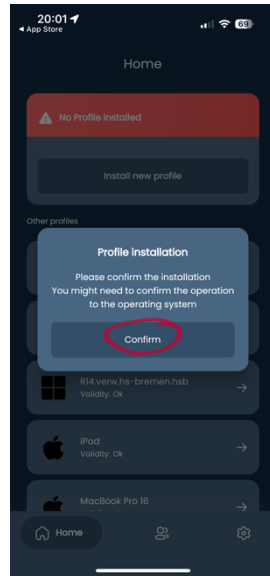 20:01
69
◀ App Store
Home
No Profile installed
Install new profile
Other profiles
Profile installation
Please confirm the installation
You might need to confirm the operation
to the operating system
Confirm
R14.verw.hs-bremen.hsb
Validity: Ok
iPad
Validity: Ok
MacBook Pro 16
Home